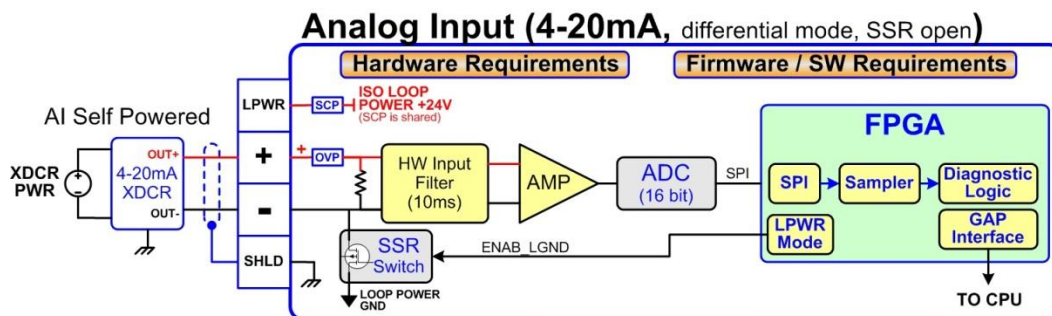 Analog Input (4-20mA, differential mode, SSR open)
Hardware Requirements
Firmware / SW Requirements
AI Self Powered
XDCR
PWR
OUT+
4-20mA
XDCR
OUT-
LPWR
+
-
SHLD
SCP
ISO LOOP
POWER +24V
(SCP is shared)
+
OVP
HW Input
Filter
(10ms)
AMP
ADC
(16 bit)
SPI
SSR
Switch
ENAB_LGND
LOOP POWER
GND
FPGA
SPI
Sampler
Diagnostic
Logic
LPWR
Mode
GAP
Interface
TO CPU